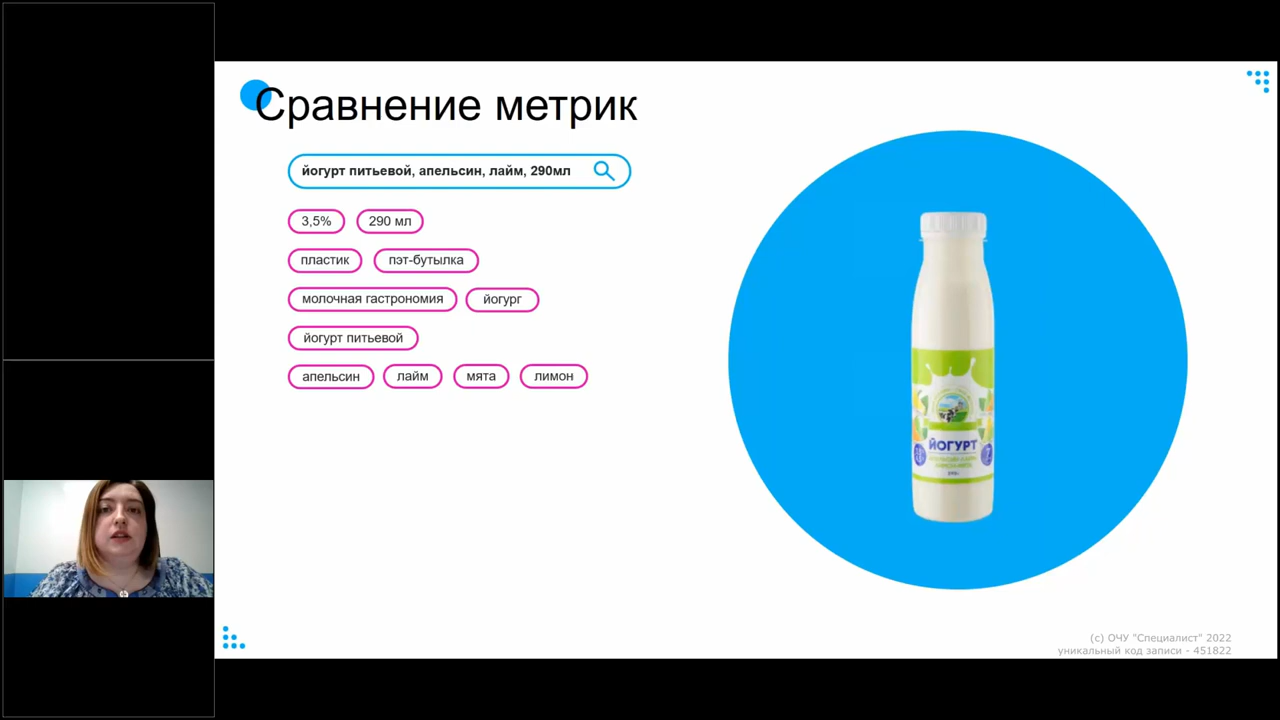 Сравнение метрик
йогурт питьевой, апельсин, лайм, 290мл
3,5% 290 мл
пластик пэт-бутылка
молочная гастрономия йогург
йогурт питьевой
апельсин лайм мята лимон
ЙОГУРТ
(c) ОЧУ "Специалист" 2022
уникальный код записи - 451822